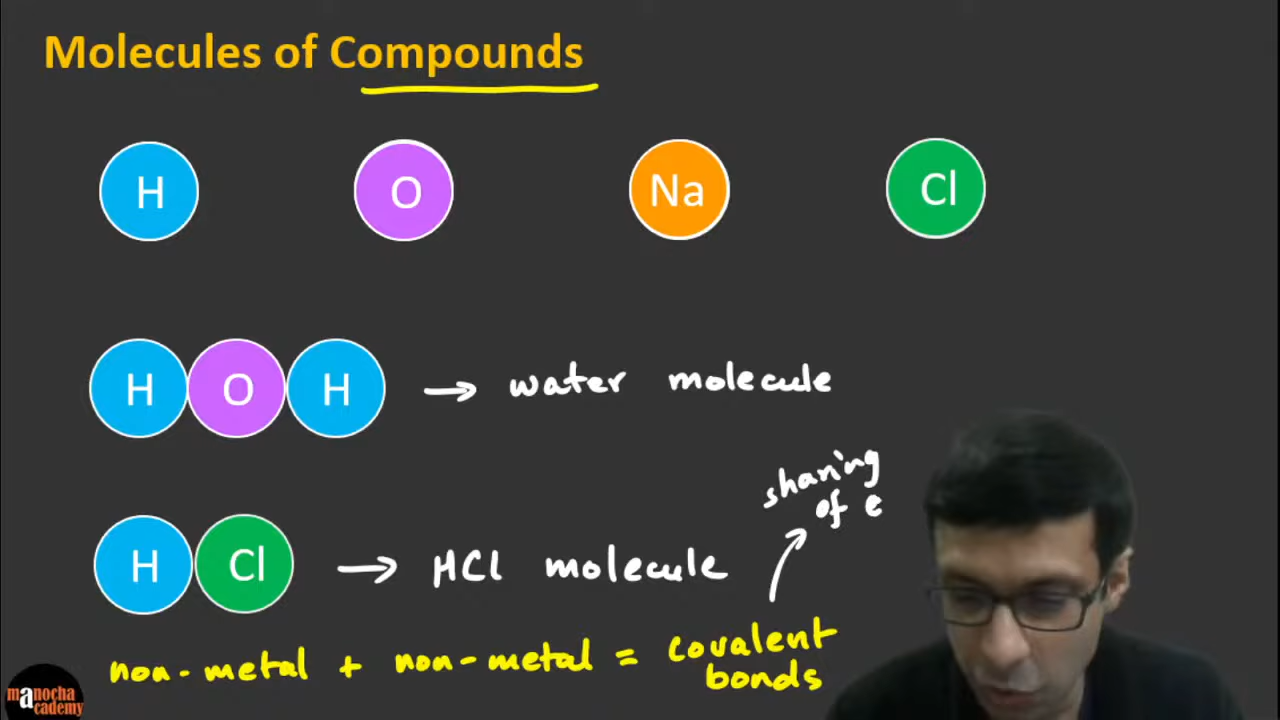 Molecules of Compounds
H O Na Cl
H O H → water molecule
sharing
of e
H Cl → HCl molecule
non-metal + non-metal = covalent
bonds
manocha
academy